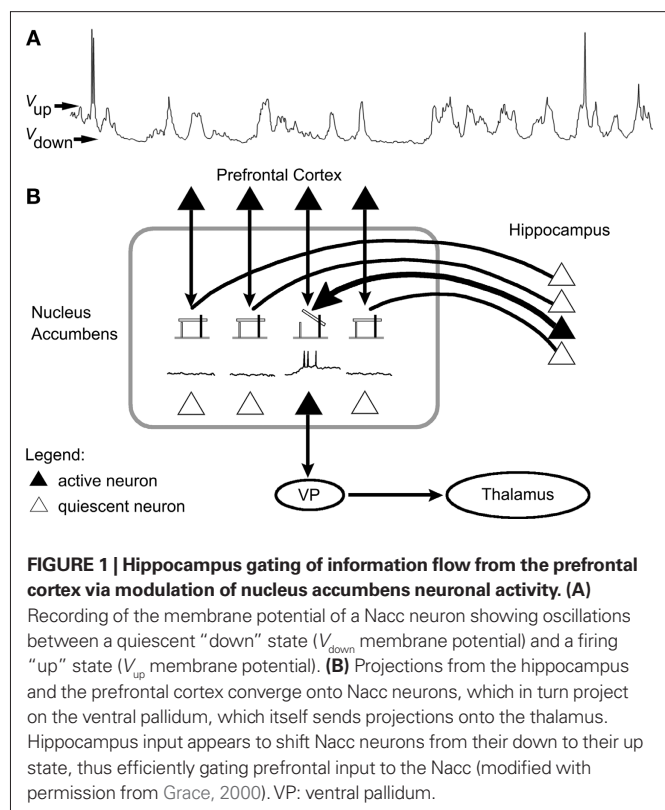 A
Vup
Vdown
Prefrontal Cortex
B
Hippocampus
Nucleus
Accumbens
Legend:
active neuron
quiescent neuron
VP
Thalamus
FIGURE 1 | Hippocampus gating of information flow from the prefrontal
cortex via modulation of nucleus accumbens neuronal activity. (A)
Recording of the membrane potential of a Nacc neuron showing oscillations
between a quiescent “down” state (Vdown membrane potential) and a firing
“up” state (Vup membrane potential). (B) Projections from the hippocampus
and the prefrontal cortex converge onto Nacc neurons, which in turn project
on the ventral pallidum, which itself sends projections onto the thalamus.
Hippocampus input appears to shift Nacc neurons from their down to their up
state, thus efficiently gating prefrontal input to the Nacc (modified with
permission from Grace, 2000). VP: ventral pallidum.